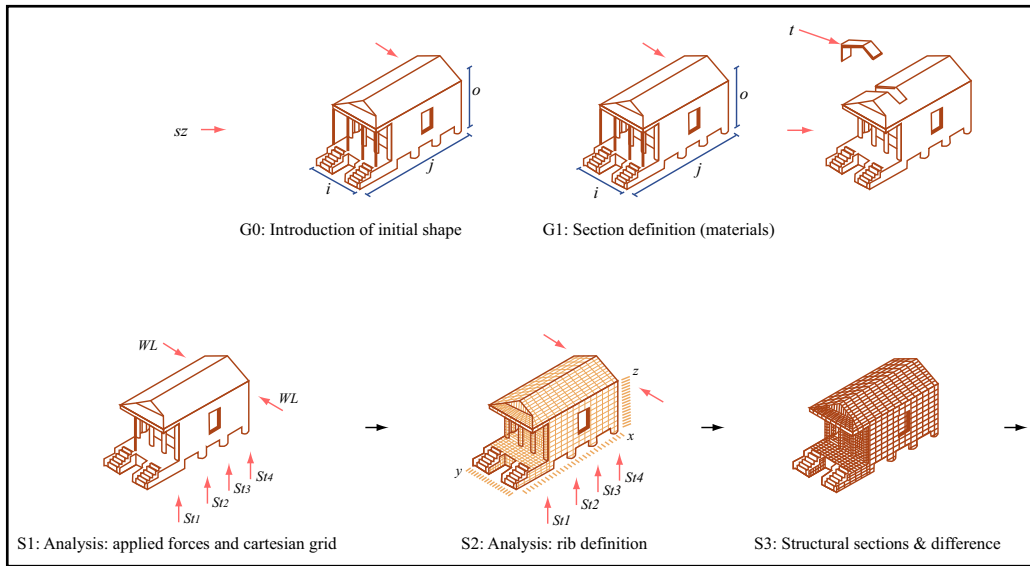 t
o
o
sz
j
j
i
i
G0: Introduction of initial shape
G1: Section definition (materials)
WL
WL
z
x
y
St4
St3
St2
St1
St4
St3
St2
St1
S1: Analysis: applied forces and cartesian grid
S2: Analysis: rib definition
S3: Structural sections & difference